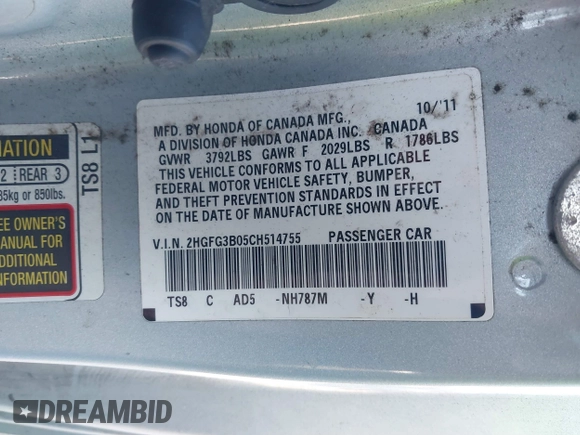 10/'11
MFD. BY HONDA OF CANADA MFG.,
A DIVISION OF HONDA CANADA INC. CANADA
GVWR 3792LBS GAWR F 2029LBS R 1786LBS
THIS VEHICLE CONFORMS TO ALL APPLICABLE
FEDERAL MOTOR VEHICLE SAFETY, BUMPER,
AND THEFT PREVENTION STANDARDS IN EFFECT
ON THE DATE OF MANUFACTURE SHOWN ABOVE.
V.I.N. 2HGFG3B05CH514755 PASSENGER CAR
TS8 C AD5 -NH787M -Y -H
2 REAR 3
85kg or 850lbs.
EE OWNER'S
ANUAL FOR
ADDITIONAL
NFORMATION
TS8 L1
DREAMBID